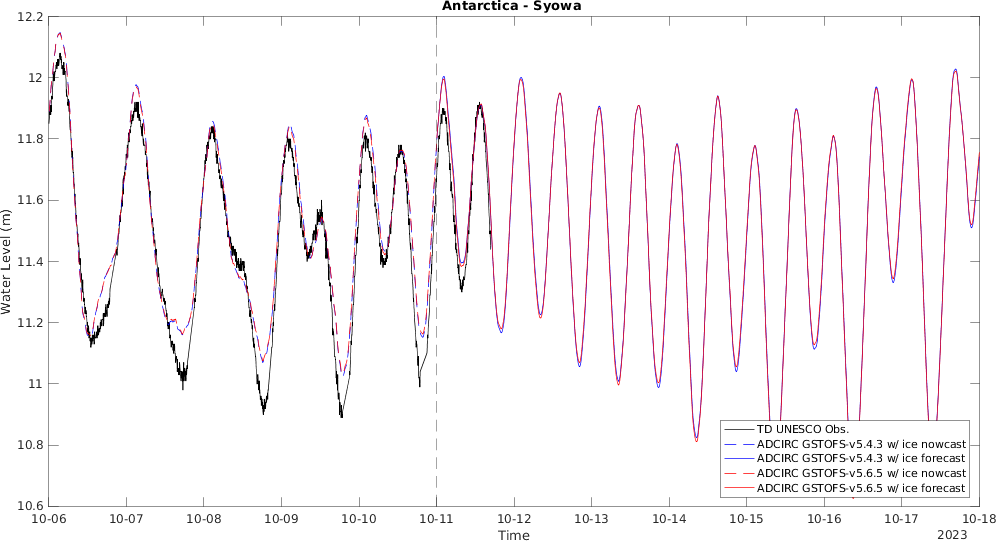 Antarctica - Syowa
12.2
12
11.8
11.6
11.4
11.2
11
10.8
10.6
Water Level (m)
TD UNESCO Obs.
ADCIRC GSTOFS-v5.4.3 w/ ice nowcast
ADCIRC GSTOFS-v5.4.3 w/ ice forecast
ADCIRC GSTOFS-v5.6.5 w/ ice nowcast
ADCIRC GSTOFS-v5.6.5 w/ ice forecast
10-06 10-07 10-08 10-09 10-10 10-11 10-12 10-13 10-14 10-15 10-16 10-17 10-18
Time
2023